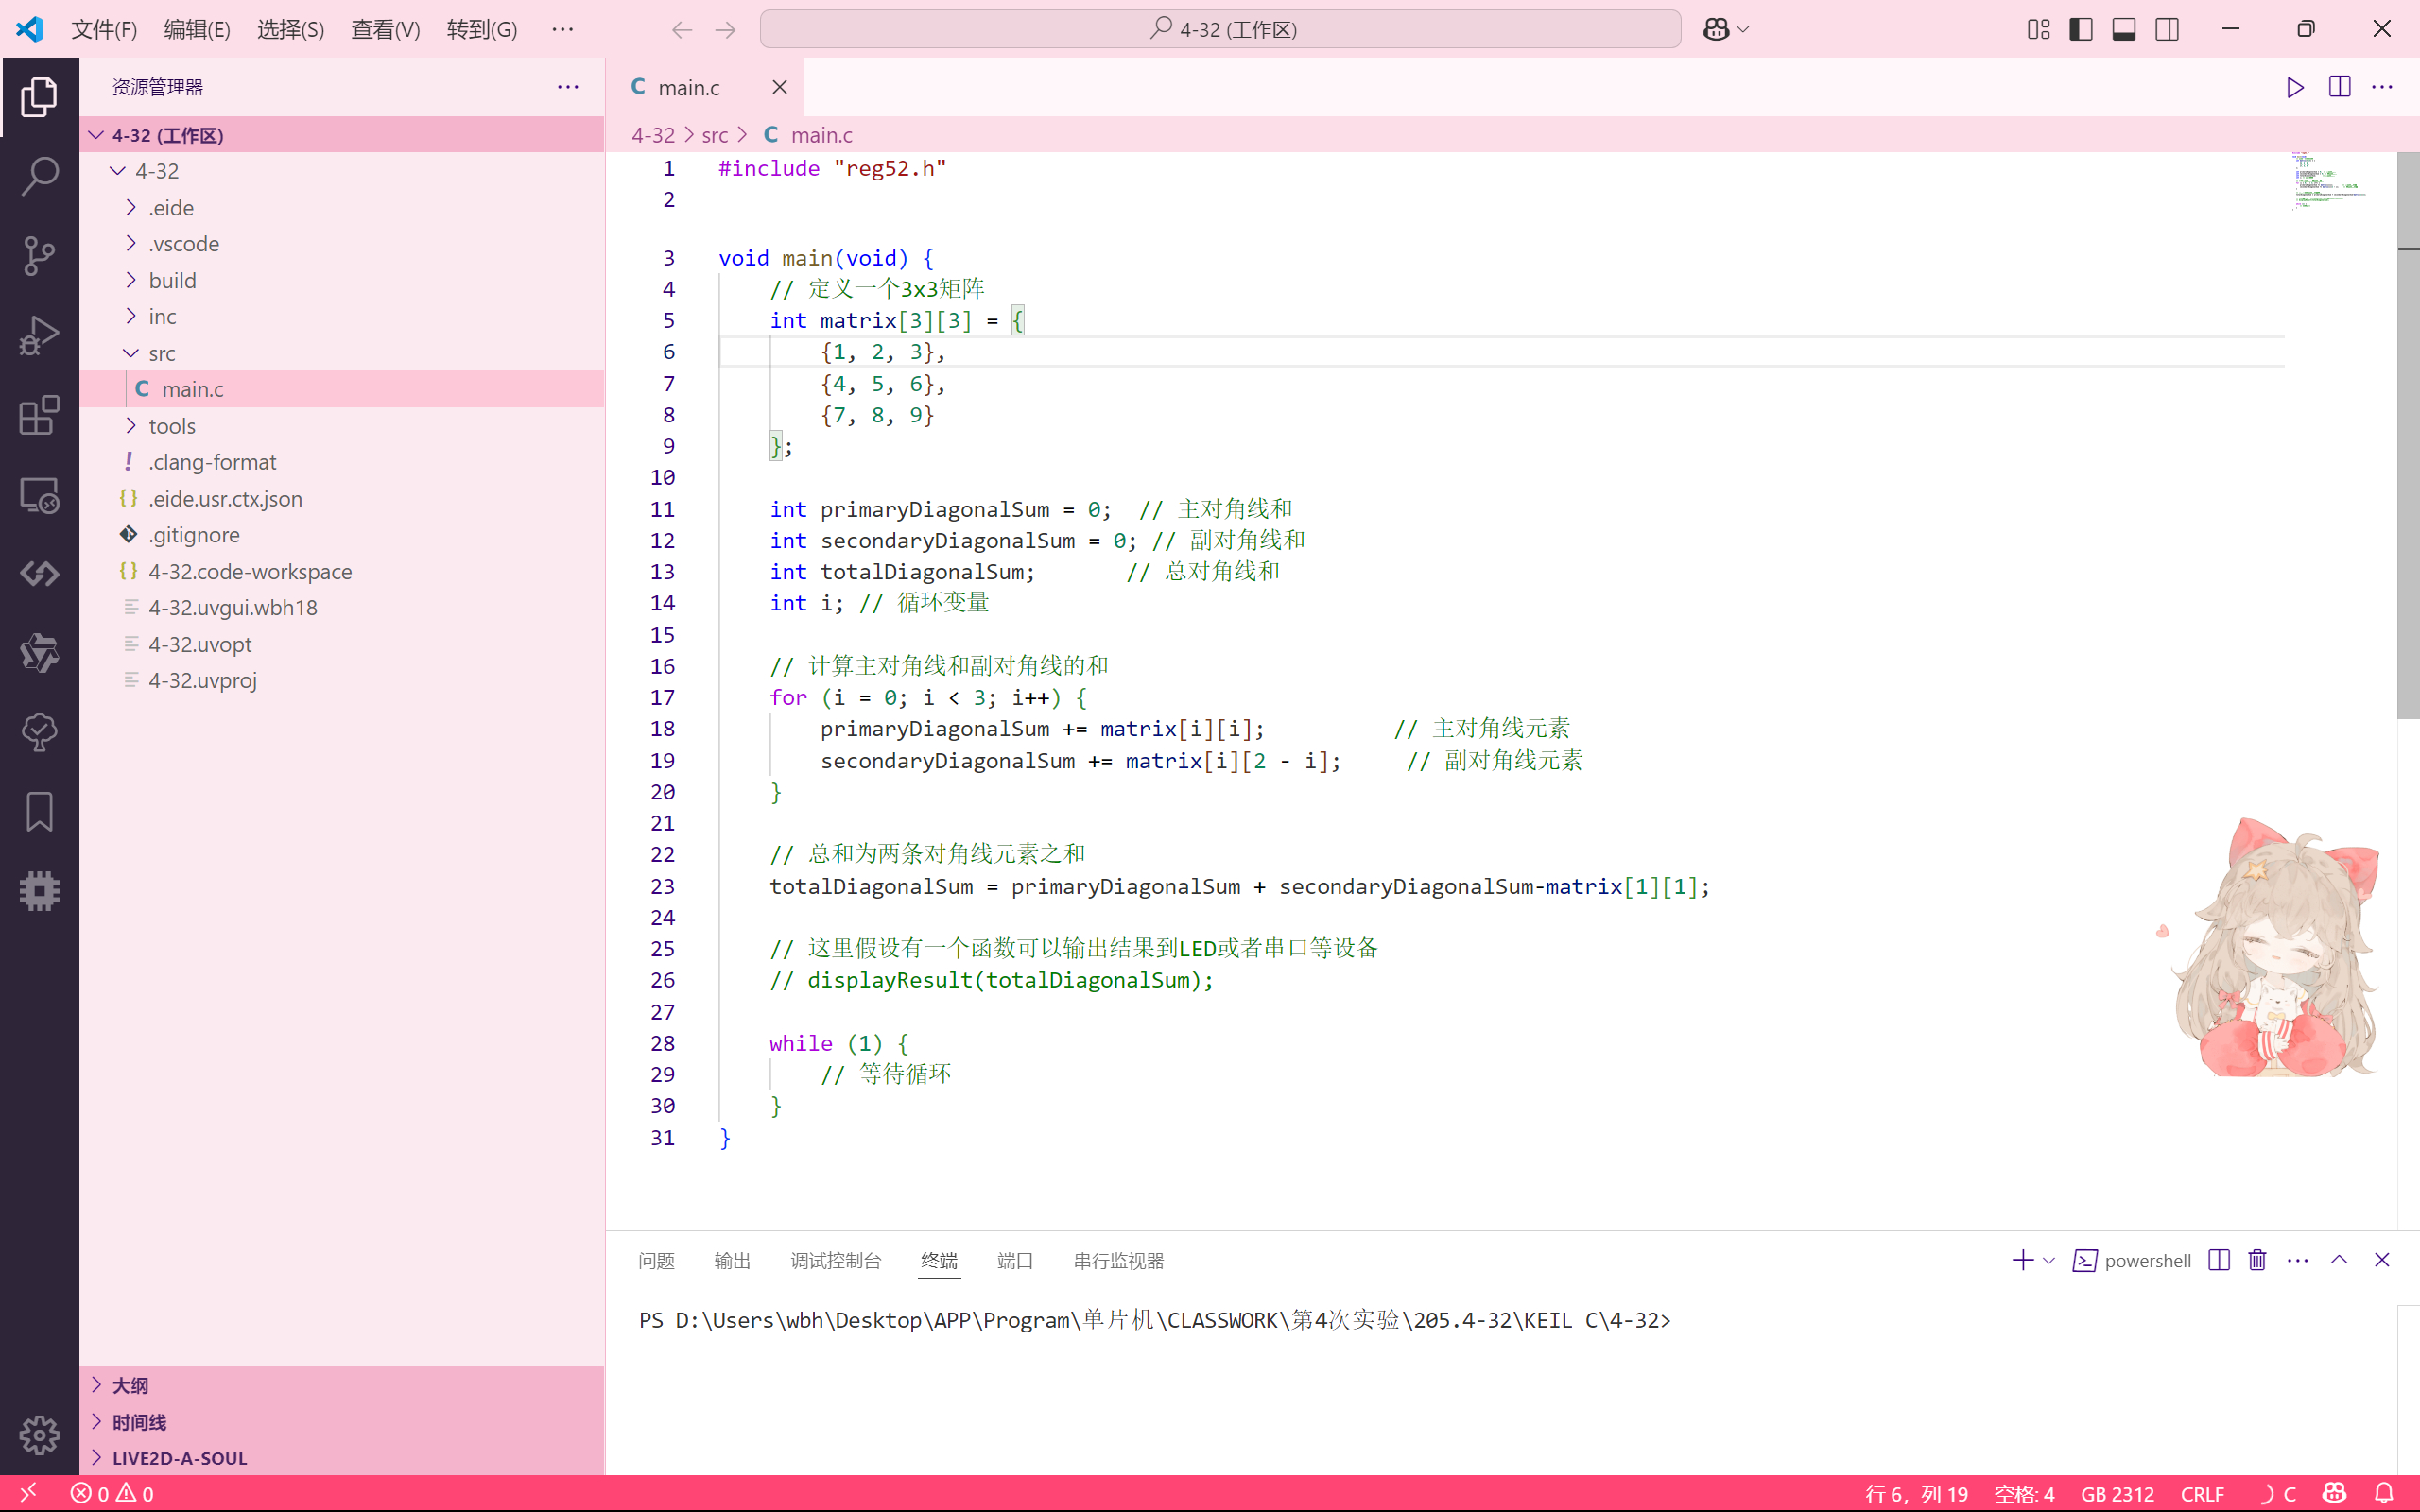 文件(F) 编辑(E) 选择(S) 查看(V) 转到(G) ··· 4-32 (工作区)
资源管理器 ···
4-32 (工作区)
4-32
.eide
.vscode
build
inc
src
C main.c
tools
! .clang-format
{} .eide.usr.ctx.json
.gitignore
{} 4-32.code-workspace
4-32.uvgui.wbh18
4-32.uvopt
4-32.uvproj
大纲
时间线
LIVE2D-A-SOUL
C main.c
4-32 > src > C main.c
1 #include "reg52.h"
2
3 void main(void) {
4 // 定义一个3x3矩阵
5 int matrix[3][3] = {
6 {1, 2, 3},
7 {4, 5, 6},
8 {7, 8, 9}
9 };
10
11 int primaryDiagonalSum = 0; // 主对角线和
12 int secondaryDiagonalSum = 0; // 副对角线和
13 int totalDiagonalSum; // 总对角线和
14 int i; // 循环变量
15
16 // 计算主对角线和副对角线的和
17 for (i = 0; i < 3; i++) {
18 primaryDiagonalSum += matrix[i][i]; // 主对角线元素
19 secondaryDiagonalSum += matrix[i][2 - i]; // 副对角线元素
20 }
21
22 // 总和为两条对角线元素之和
23 totalDiagonalSum = primaryDiagonalSum + secondaryDiagonalSum-matrix[1][1];
24
25 // 这里假设有一个函数可以输出结果到LED或者串口等设备
26 // displayResult(totalDiagonalSum);
27
28 while (1) {
29 // 等待循环
30 }
31 }
问题 输出 调试控制台 终端 端口 串行监视器 powershell
PS D:\Users\wbh\Desktop\APP\Program\单片机\CLASSWORK\第4次实验\205.4-32\KEIL C\4-32>
0 0 行 6，列 19 空格: 4 GB 2312 CRLF C